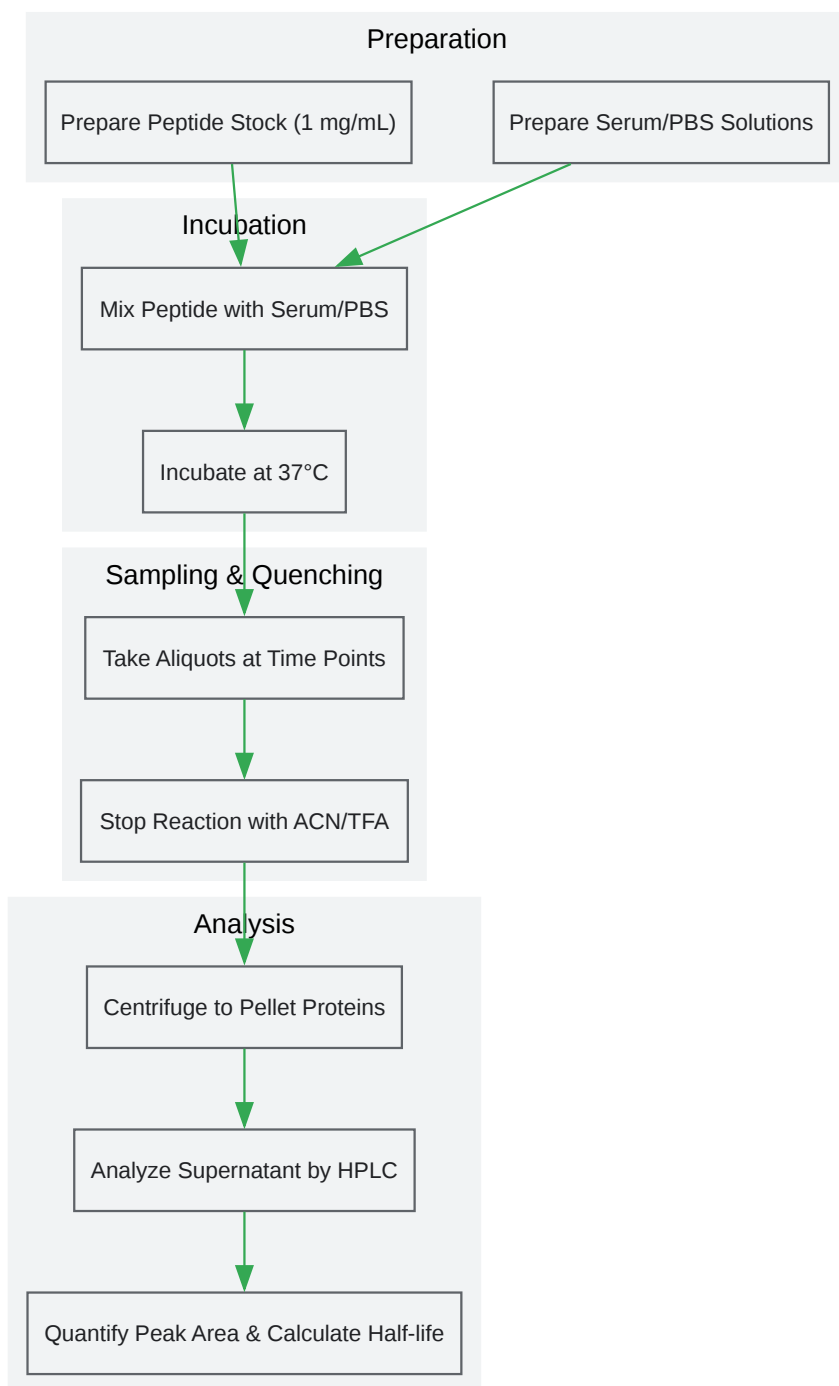 Preparation
Prepare Peptide Stock (1 mg/mL)
Prepare Serum/PBS Solutions
Incubation
Mix Peptide with Serum/PBS
Incubate at 37°C
Sampling & Quenching
Take Aliquots at Time Points
Stop Reaction with ACN/TFA
Analysis
Centrifuge to Pellet Proteins
Analyze Supernatant by HPLC
Quantify Peak Area & Calculate Half-life